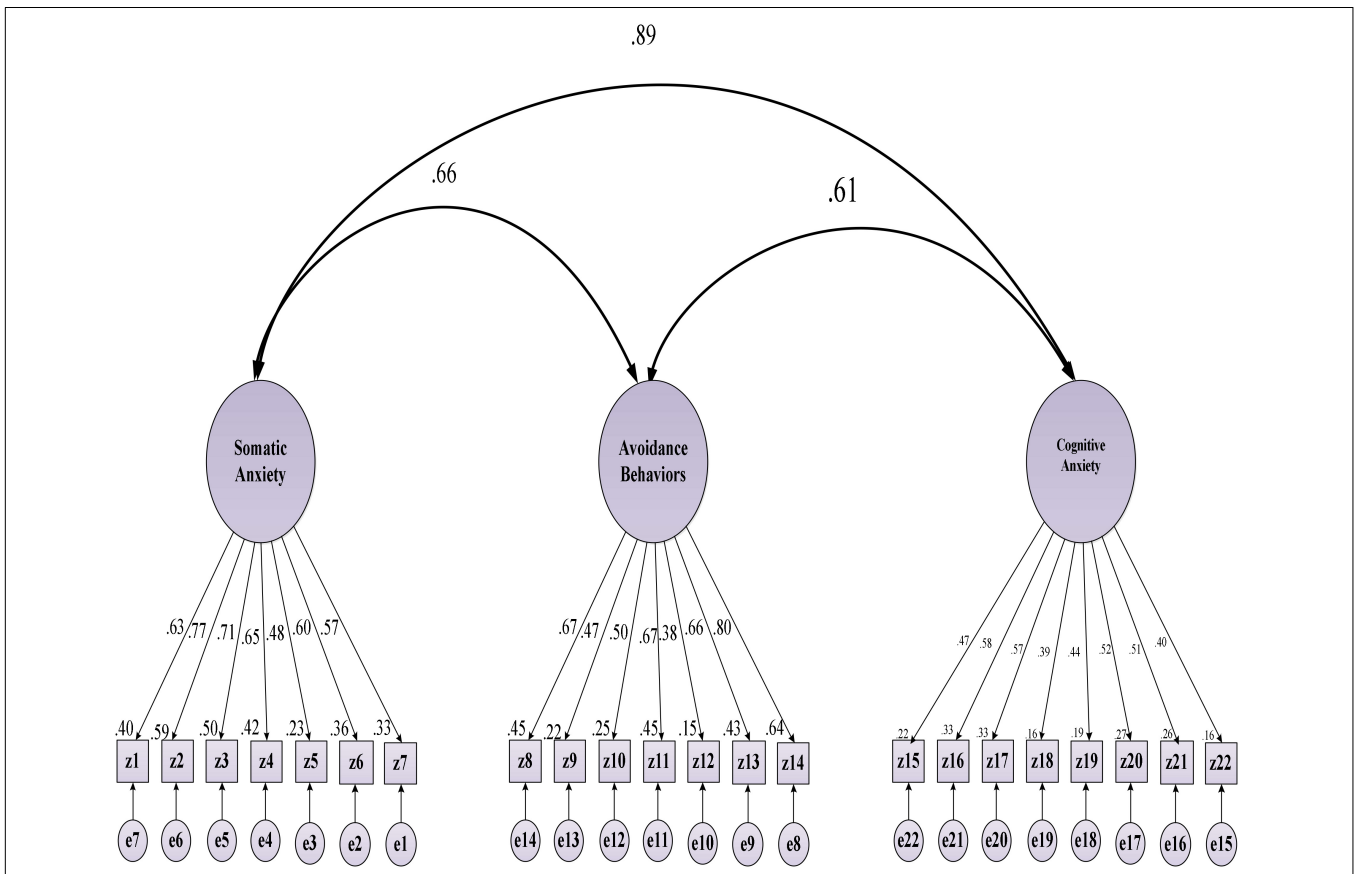 .89
.66
.61
Somatic
Anxiety
Avoidance
Behaviors
Cognitive
Anxiety
.63 .77 .71 .65 .48 .60 .57
.67 .47 .50 .67 .38 .66 .80
.47 .58 .57 .39 .44 .52 .51 .40
.40 .59 .50 .42 .23 .36 .33
.45 .22 .25 .45 .15 .43 .64
.22 .33 .33 .16 .19 .27 .26 .16
z1 z2 z3 z4 z5 z6 z7
z8 z9 z10 z11 z12 z13 z14
z15 z16 z17 z18 z19 z20 z21 z22
e7 e6 e5 e4 e3 e2 e1
e14 e13 e12 e11 e10 e9 e8
e22 e21 e20 e19 e18 e17 e16 e15